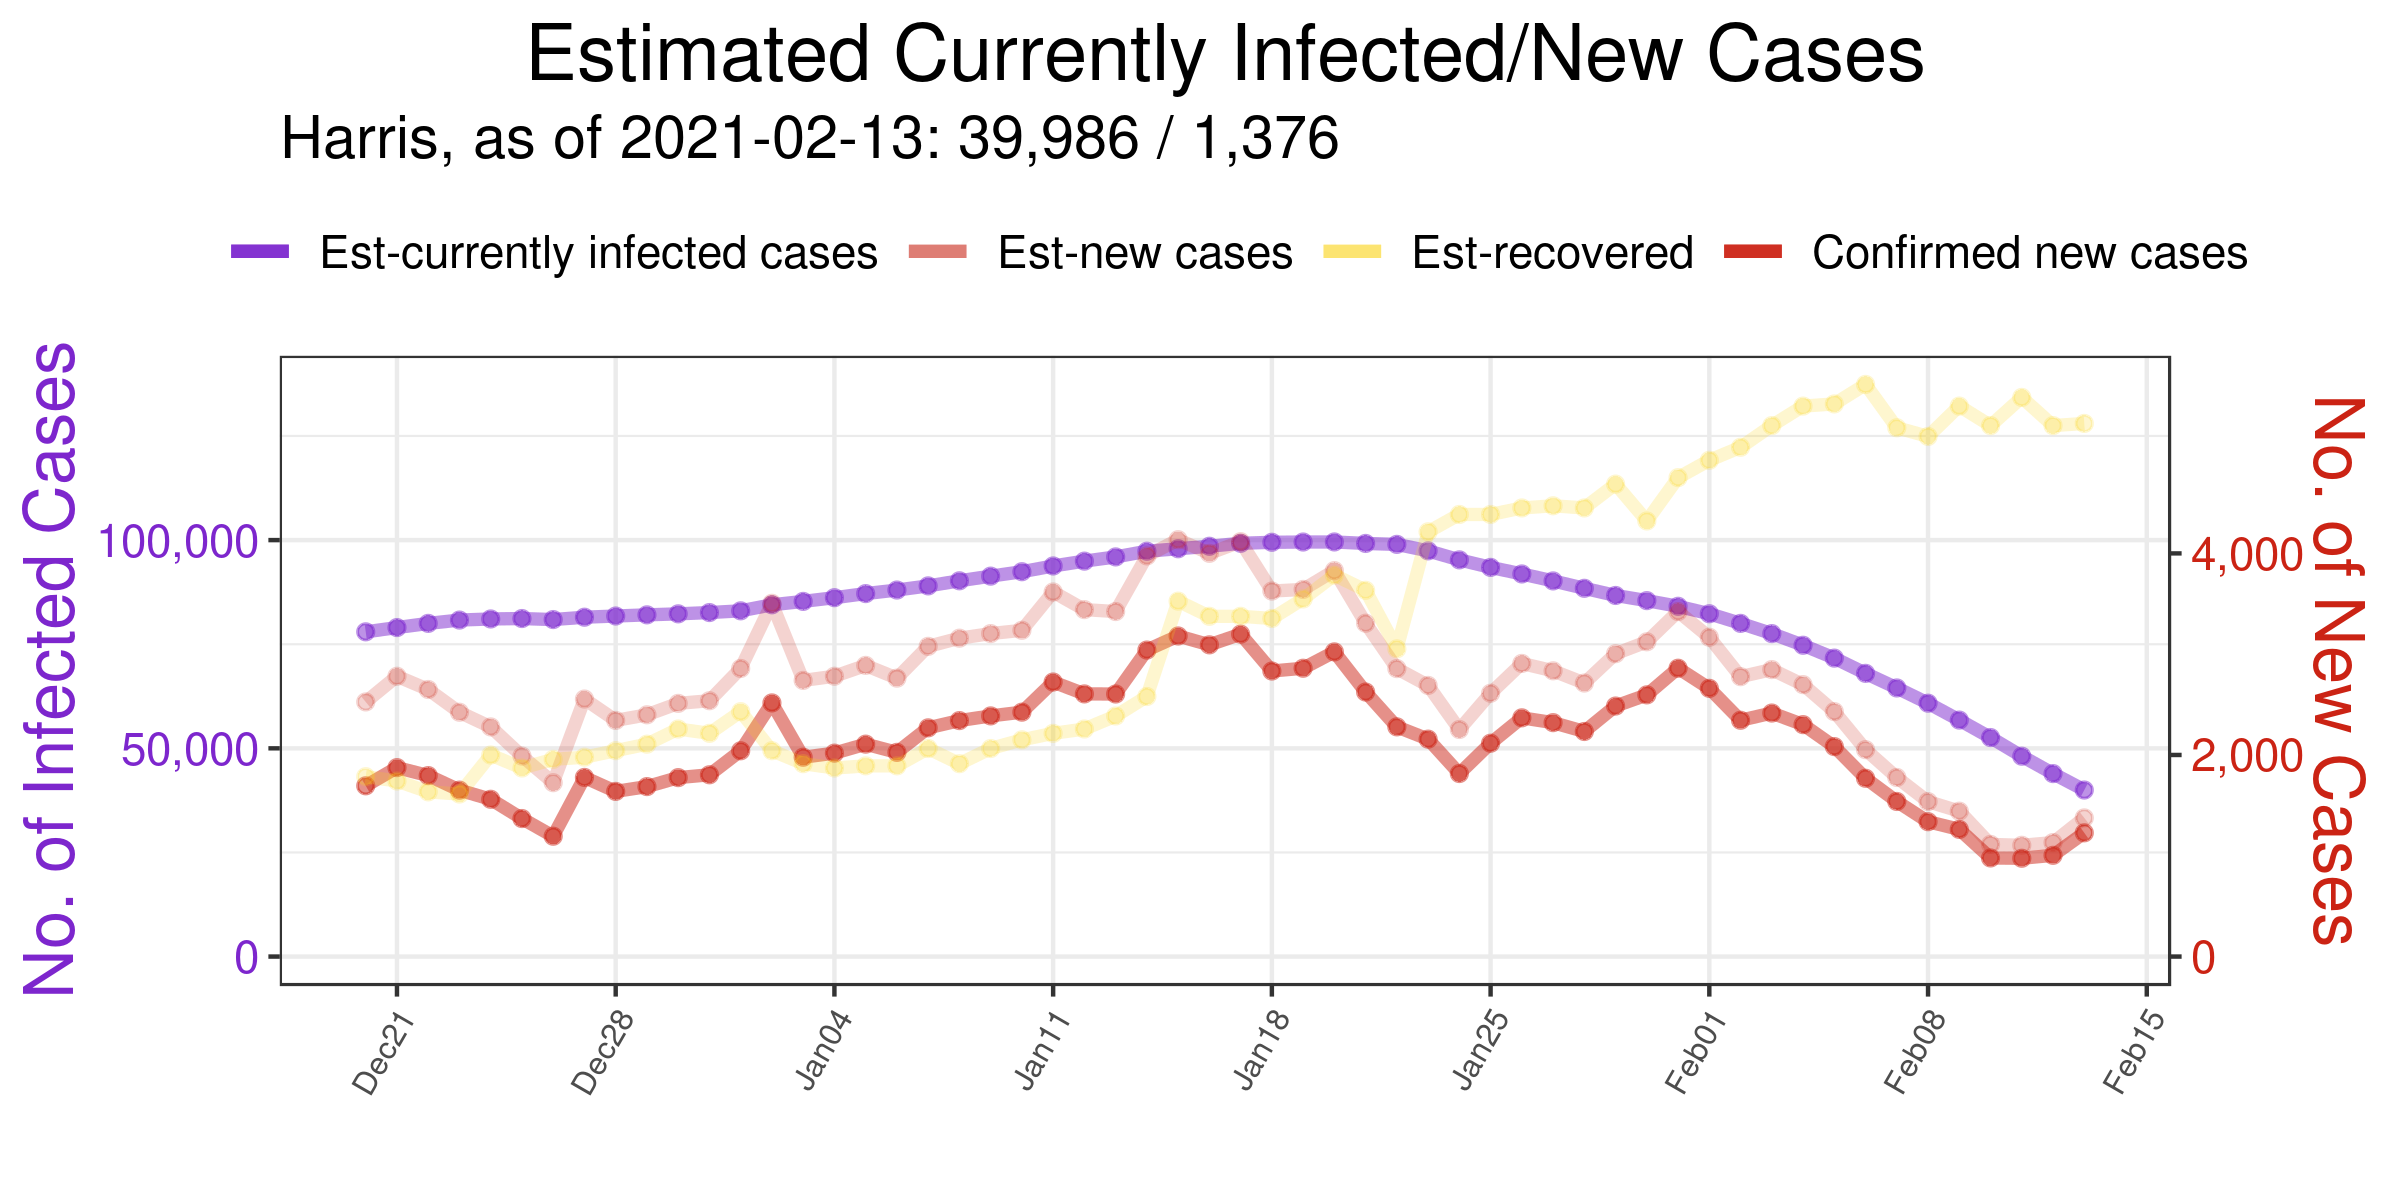 Estimated Currently Infected/New Cases
Harris, as of 2021-02-13: 39,986 / 1,376
Est-currently infected cases Est-new cases Est-recovered Confirmed new cases
No. of Infected Cases
100,000
50,000
0
No. of New Cases
4,000
2,000
0
Dec21 Dec28 Jan04 Jan11 Jan18 Jan25 Feb01 Feb08 Feb15